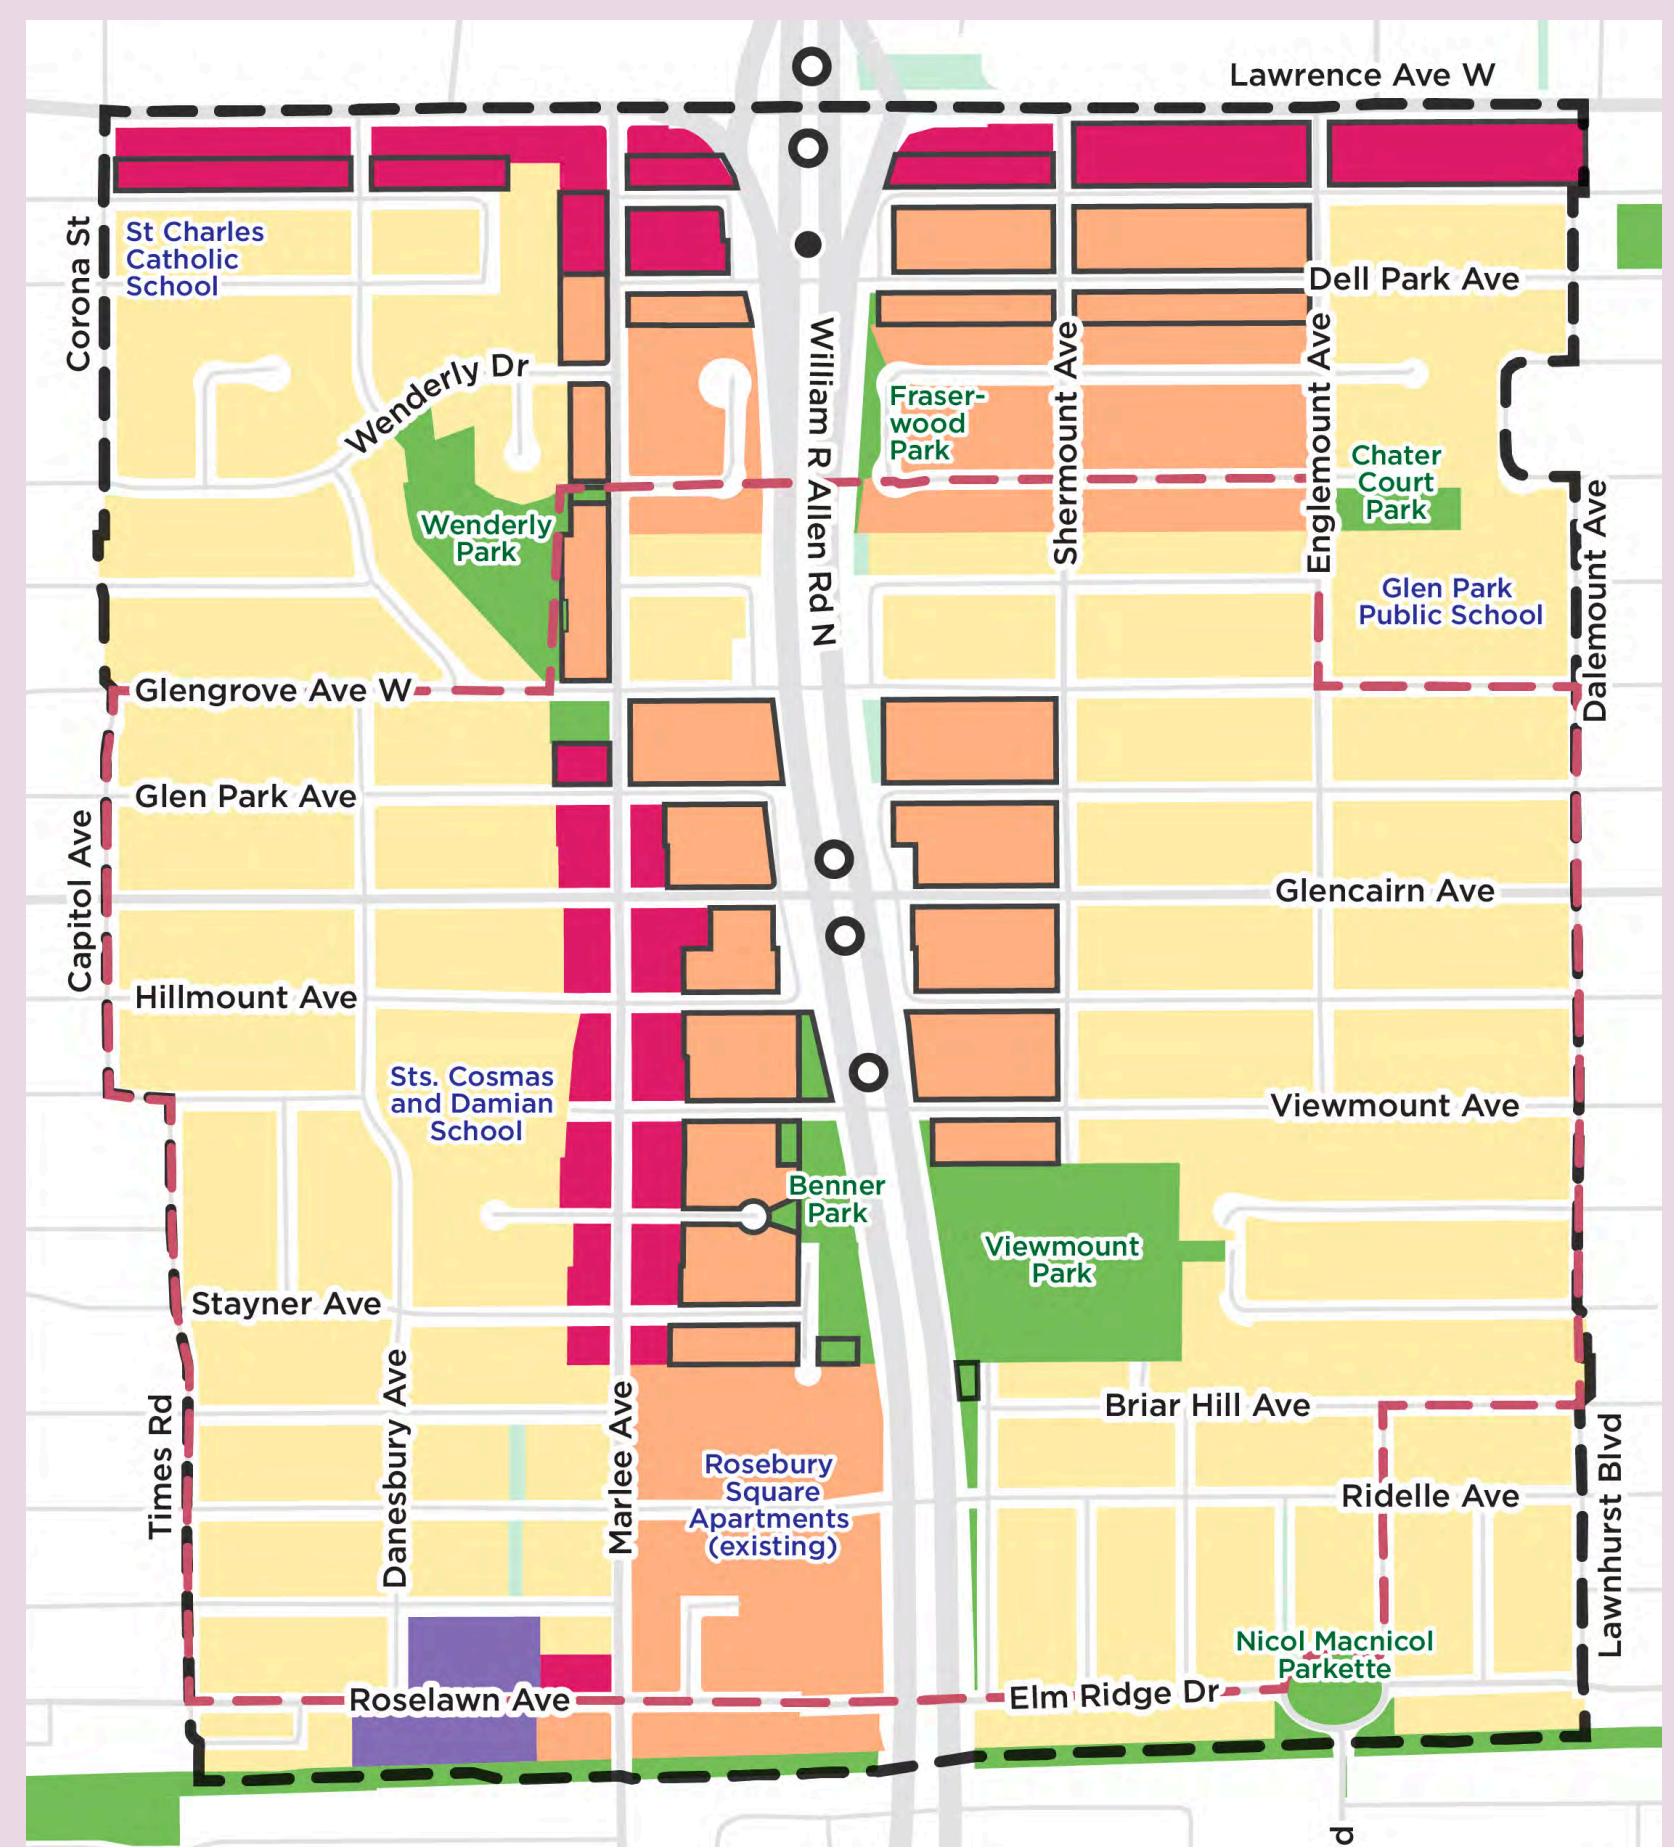 Lawrence Ave W
Corona St
St Charles
Catholic
School
Dell Park Ave
William R Allen Rd N
Shermount Ave
Englemount Ave
Wenderly Dr
Fraser-
wood
Park
Chater
Court
Park
Wenderly
Park
Dalemount Ave
Glen Park
Public School
Glengrove Ave W
Glen Park Ave
Capitol Ave
Glencairn Ave
Hillmount Ave
Sts. Cosmas
and Damian
School
Viewmount Ave
Benner
Park
Viewmount
Park
Stayner Ave
Times Rd
Danesbury Ave
Marlee Ave
Briar Hill Ave
Lawnhurst Blvd
Rosebury
Square
Apartments
(existing)
Ridelle Ave
Nicol Macnicol
Parkette
Roselawn Ave
Elm Ridge Dr
d